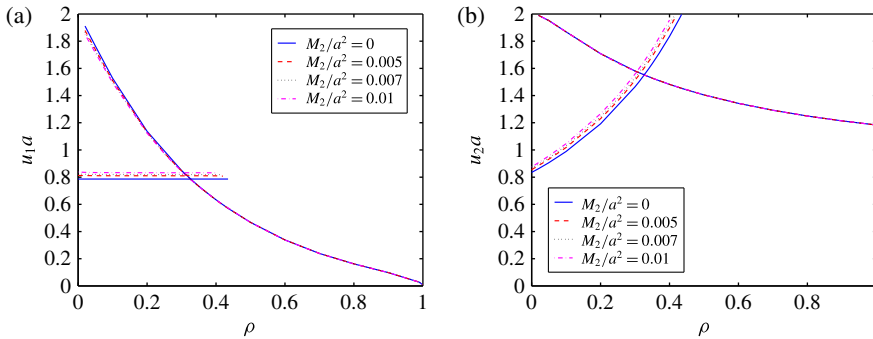 (a)
2
1.8
1.6
1.4
1.2
1
0.8
0.6
0.4
0.2
0
u₁a
M₂/a² = 0
M₂/a² = 0.005
M₂/a² = 0.007
M₂/a² = 0.01
0 0.2 0.4 0.6 0.8 1
ρ
(b)
2
1.8
1.6
1.4
1.2
1
0.8
0.6
0.4
0.2
0
u₂a
M₂/a² = 0
M₂/a² = 0.005
M₂/a² = 0.007
M₂/a² = 0.01
0 0.2 0.4 0.6 0.8
ρ